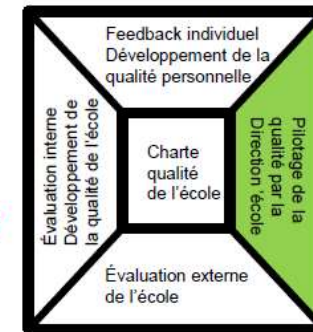 Feedback individuel
Développement de la
qualité personnelle
Évaluation interne
Développement de
la qualité de l'école
Charte
qualité
de l'école
Pilotage de la
qualité par la
Direction 'école
Évaluation externe
de l'école